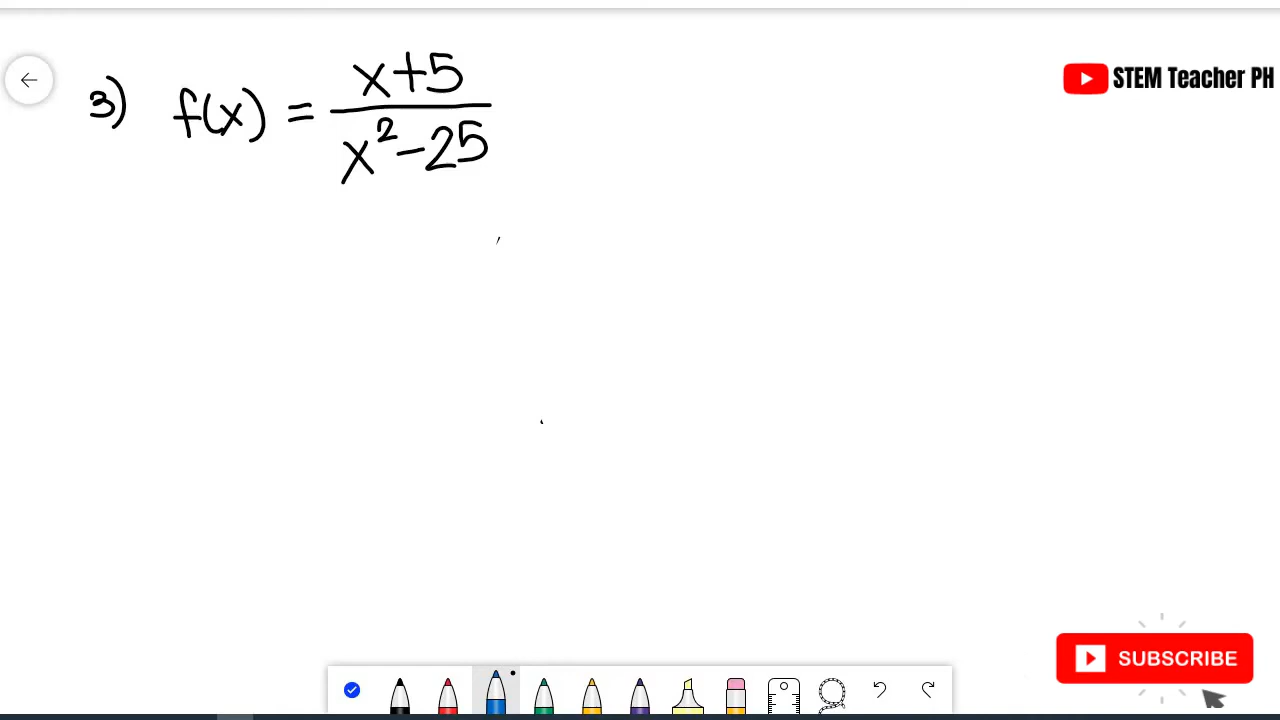 3) f(x) = x+5 / x²-25
STEM Teacher PH
SUBSCRIBE